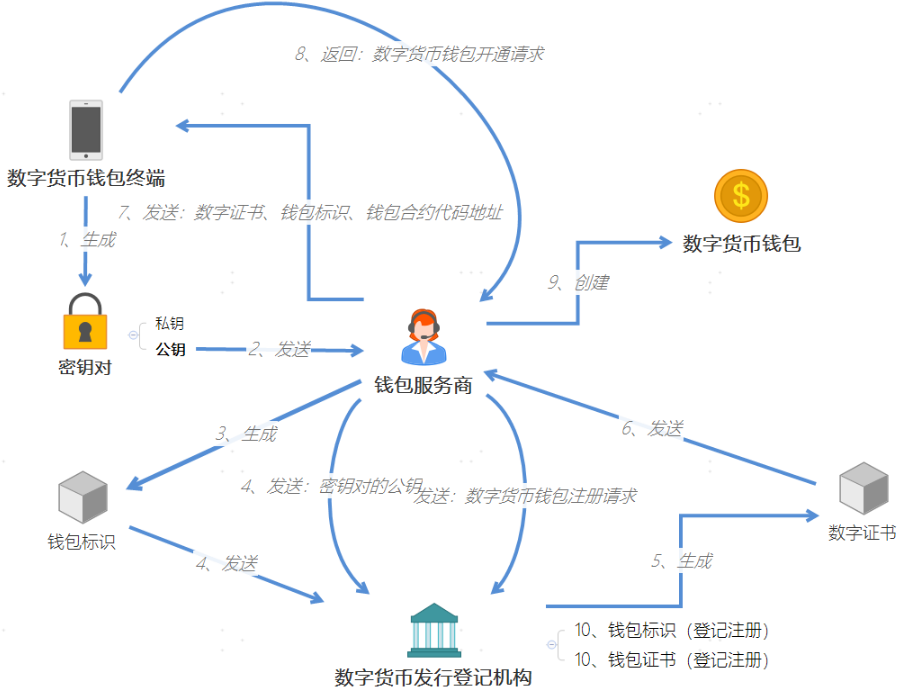 8、返回：数字货币钱包开通请求
数字货币钱包终端
7、发送：数字证书、钱包标识、钱包合约代码地址
1、生成
数字货币钱包
9、创建
私钥
公钥
2、发送
密钥对
钱包服务商
3、生成
6、发送
4、发送：密钥对的公钥
发送：数字货币钱包注册请求
钱包标识
数字证书
4、发送
5、生成
10、钱包标识（登记注册）
10、钱包证书（登记注册）
数字货币发行登记机构